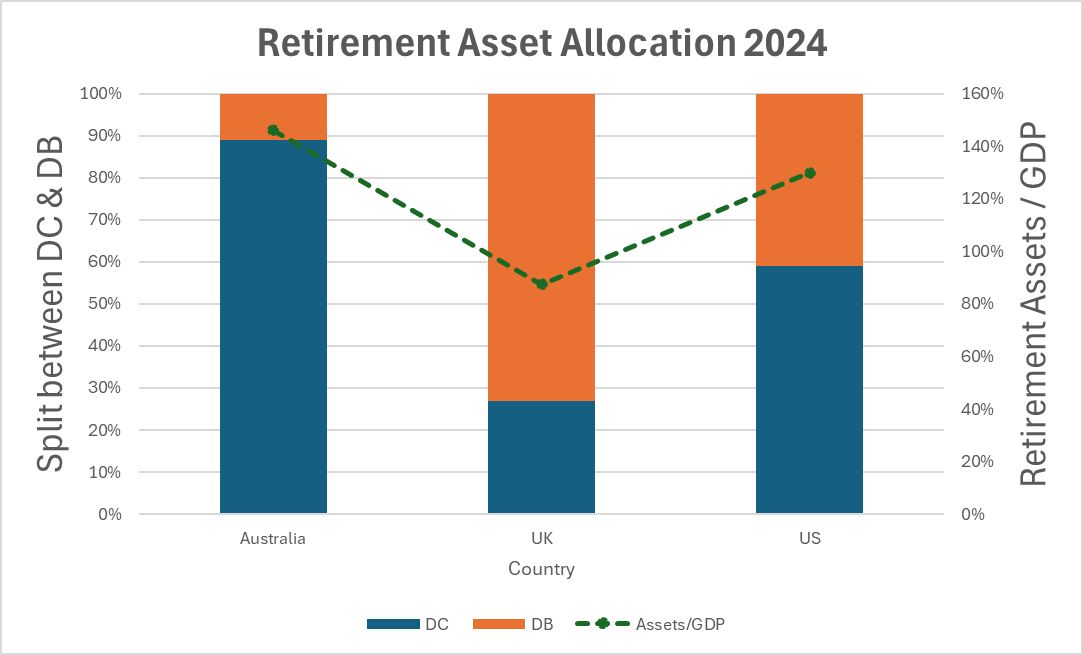 Retirement Asset Allocation 2024
Split between DC & DB
100%
90%
80%
70%
60%
50%
40%
30%
20%
10%
0%
160%
140%
120%
100%
80%
60%
40%
20%
0%
Retirement Assets / GDP
Australia
UK
US
Country
DC
DB
Assets/GDP